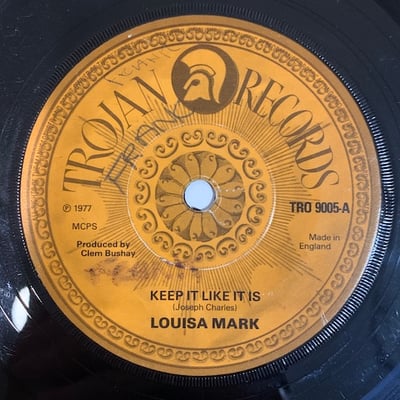 TROJAN RECORDS
FRANCO
℗ 1977
TRO 9005-A
MCPS
Produced by
Clem Bushay
Made in
England
KEEP IT LIKE IT IS
(Joseph Charles)
LOUISA MARK